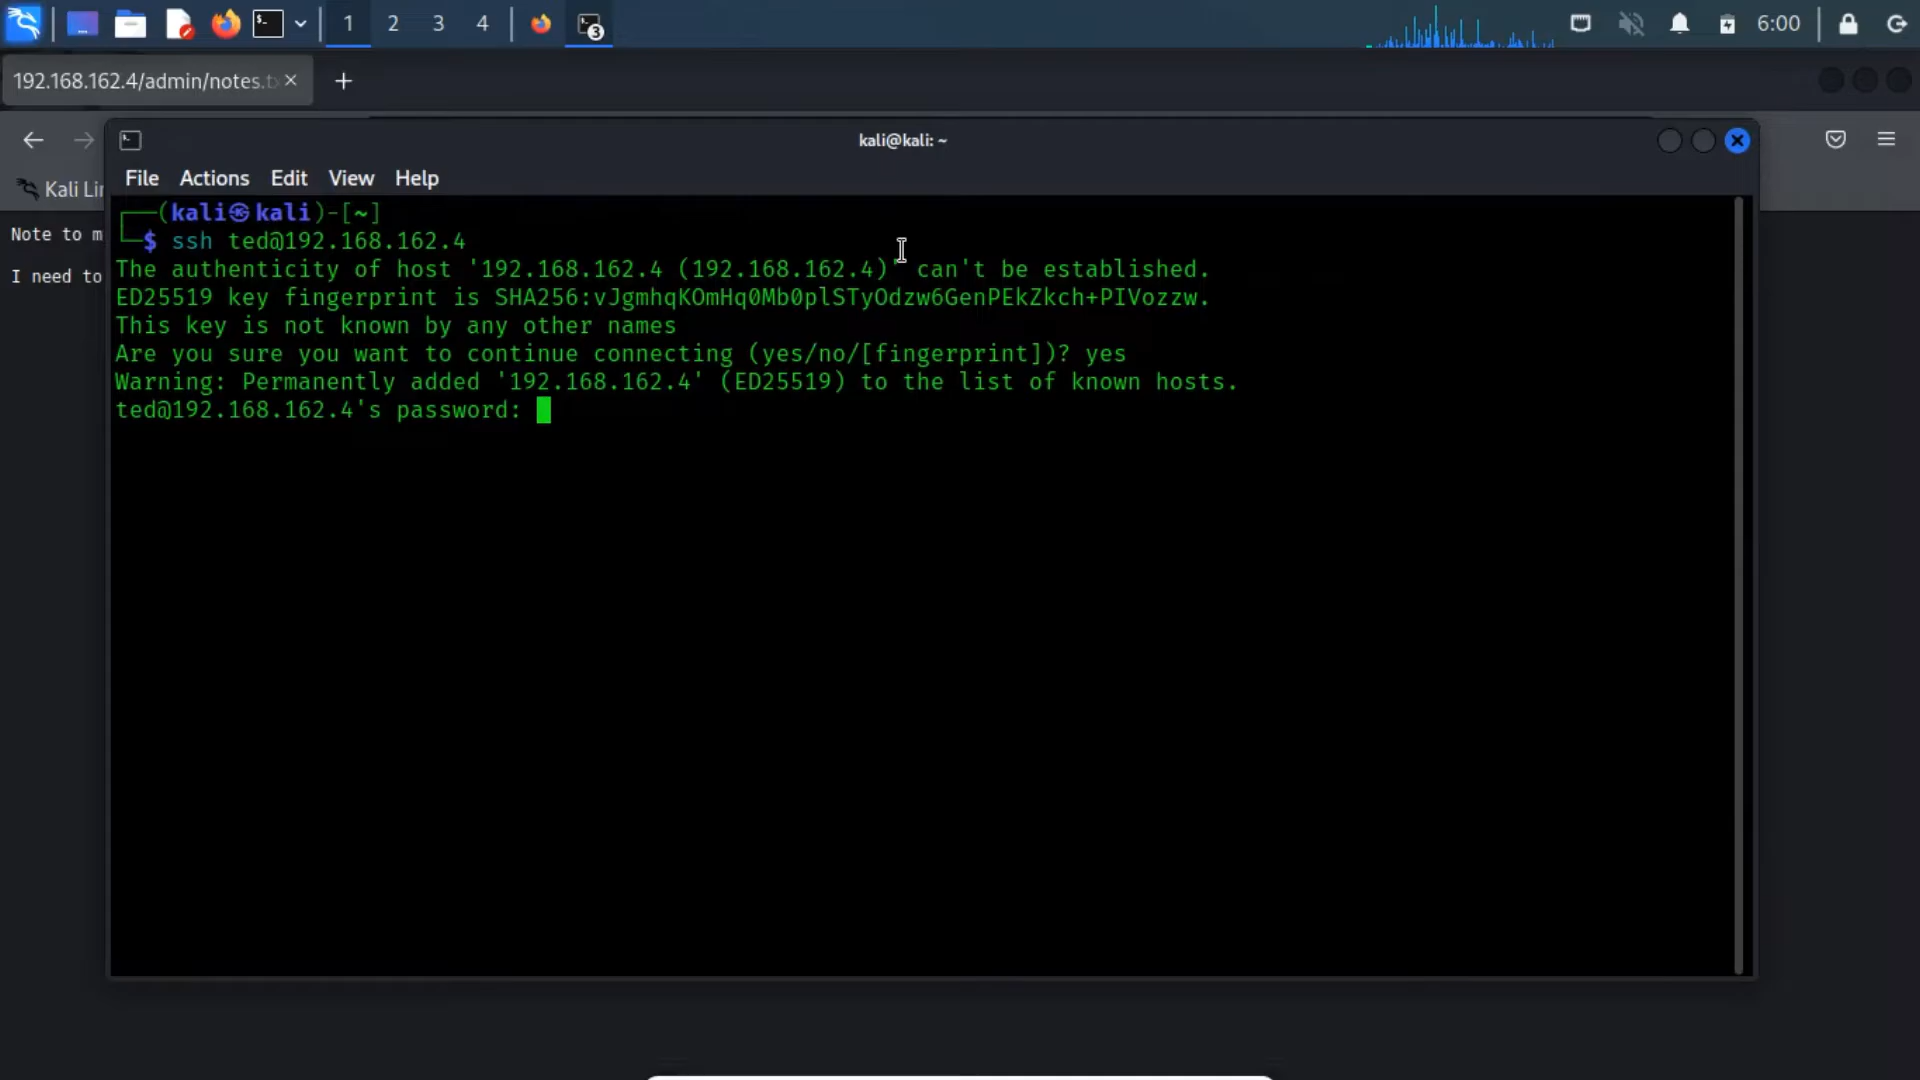 1 2 3 4 3 6:00
192.168.162.4/admin/notes.t
kali@kali: ~
File Actions Edit View Help
Kali Lin
Note to m
I need to
┌──(kali㉿kali)-[~]
└─$ ssh ted@192.168.162.4
The authenticity of host '192.168.162.4 (192.168.162.4)' can't be established.
ED25519 key fingerprint is SHA256:vJgmhqKOmHq0Mb0plSTyOdzw6GenPEkZkch+PIVozzw.
This key is not known by any other names
Are you sure you want to continue connecting (yes/no/[fingerprint])? yes
Warning: Permanently added '192.168.162.4' (ED25519) to the list of known hosts.
ted@192.168.162.4's password: